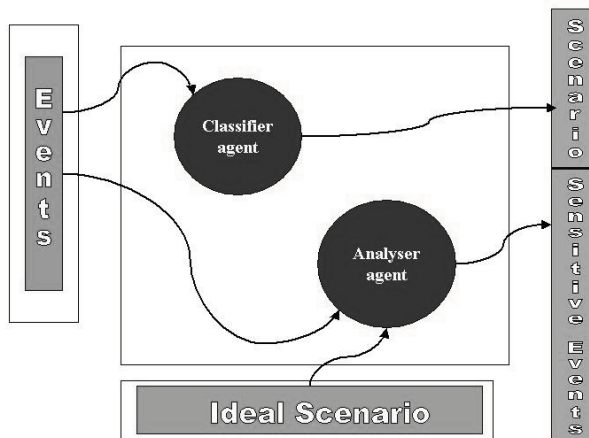 Events
Classifier
agent
Scenario
Analyser
agent
Sensitive Events
Ideal Scenario